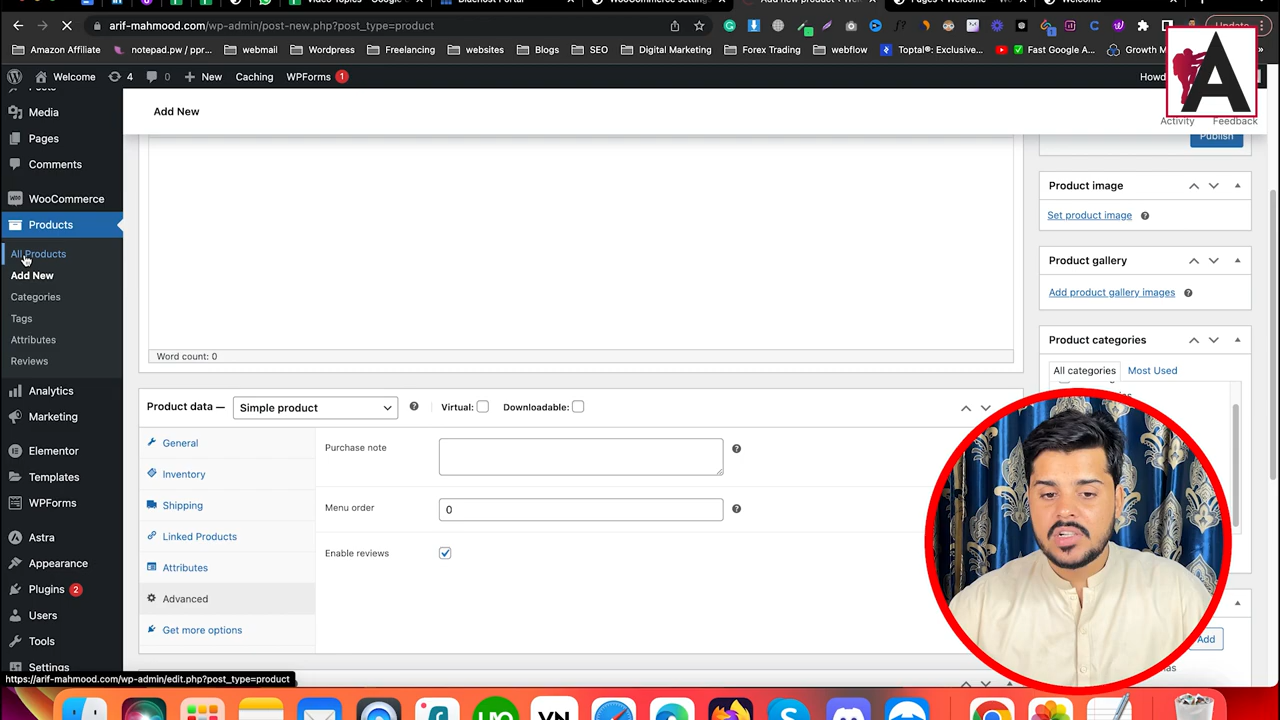 arif-mahmood.com/wp-admin/post-new.php?post_type=product
Update
Amazon Affiliate
notepad.pw / ppr...
webmail
Wordpress
Freelancing
websites
Blogs
SEO
Digital Marketing
Forex Trading
webflow
Toptal®: Exclusive...
Fast Google A...
Growth M
Welcome
4
0
New
Caching
WPForms 1
Howd
A
Activity
Feedback
Add New
Publish
Media
Pages
Comments
WooCommerce
Products
All Products
Add New
Categories
Tags
Attributes
Reviews
Analytics
Marketing
Elementor
Templates
WPForms
Astra
Appearance
Plugins 2
Users
Tools
Settings
Word count: 0
Product data —
Simple product
Virtual:
Downloadable:
General
Inventory
Shipping
Linked Products
Attributes
Advanced
Get more options
Purchase note
Menu order
0
Enable reviews
Product image
Set product image
Product gallery
Add product gallery images
Product categories
All categories
Most Used
Add
https://arif-mahmood.com/wp-admin/edit.php?post_type=product